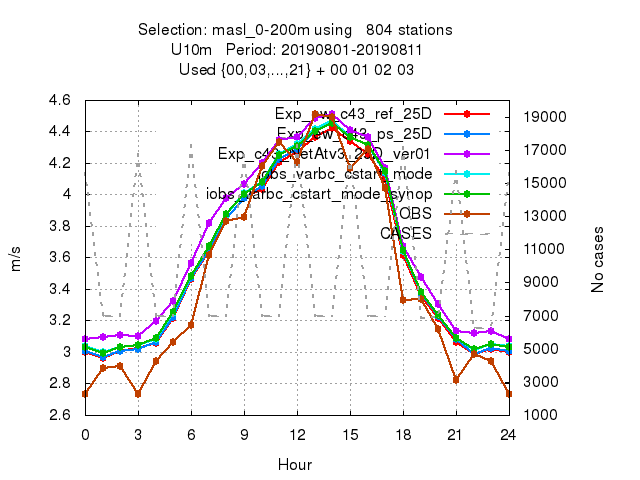 Selection: masl_0-200m using 804 stations
U10m Period: 20190801-20190811
Used {00,03,...,21} + 00 01 02 03
4.6
4.4
4.2
4
3.8
3.6
3.4
3.2
3
2.8
2.6
m/s
19000
17000
15000
13000
11000
9000
7000
5000
3000
1000
No cases
c43_ref_25D
ps_25D
obs_varbc_cstart_mode
iobs_varbc_cstart_mode_synop
OBS
CASES
0 3 6 9 12 15 18 21 24
Hour